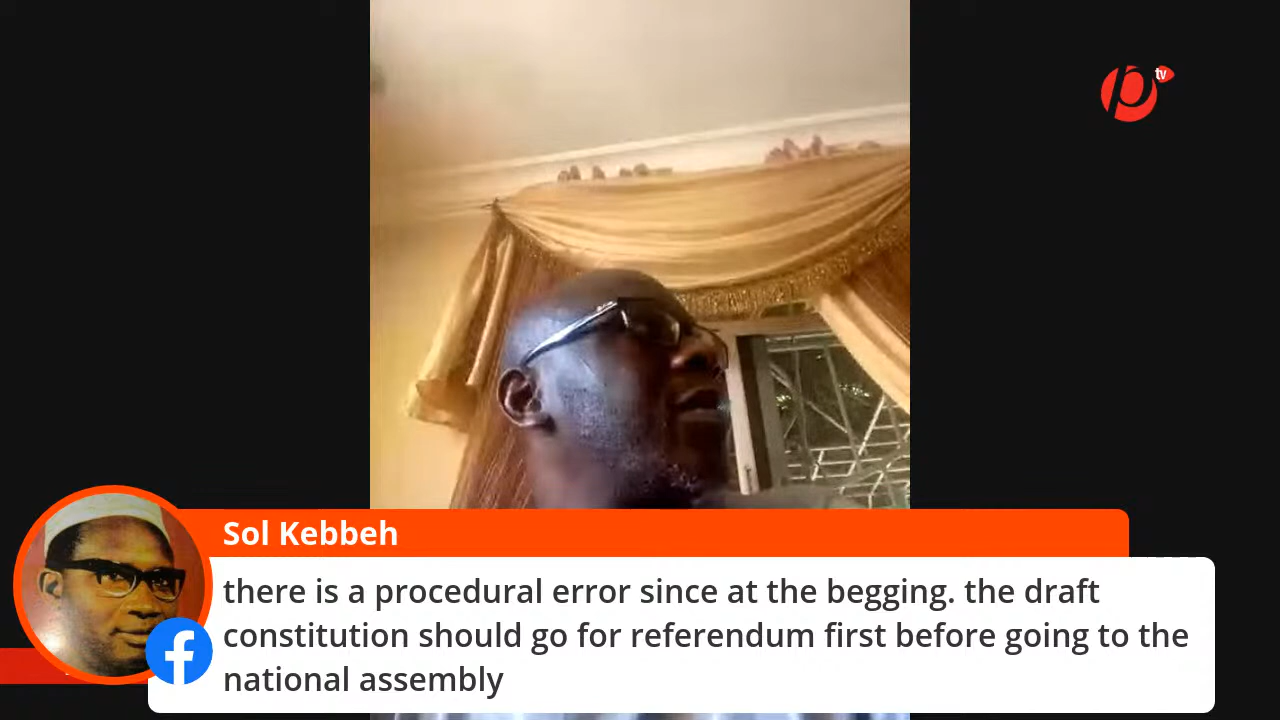 tv
Sol Kebbeh
there is a procedural error since at the begging. the draft
constitution should go for referendum first before going to the
national assembly